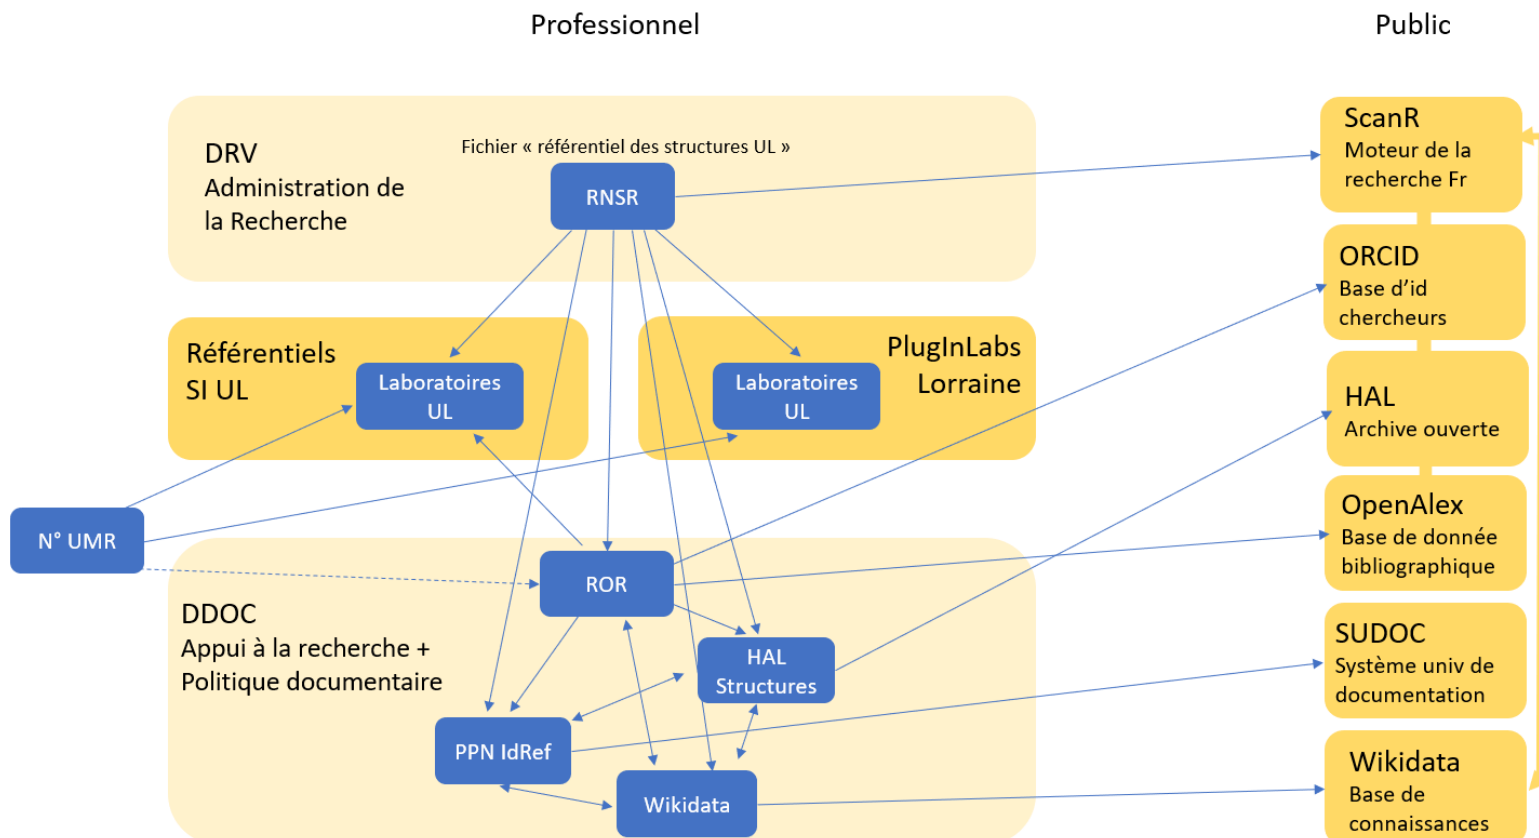 Professionnel
Public
DRV
Administration de
la Recherche
Fichier « référentiel des structures UL »
RNSR
Référentiels
SI UL
Laboratoires
UL
PlugInLabs
Lorraine
Laboratoires
UL
N° UMR
DDOC
Appui à la recherche +
Politique documentaire
ROR
HAL
Structures
PPN IdRef
Wikidata
ScanR
Moteur de la
recherche Fr
ORCID
Base d’id
chercheurs
HAL
Archive ouverte
OpenAlex
Base de donnée
bibliographique
SUDOC
Système univ de
documentation
Wikidata
Base de
connaissances